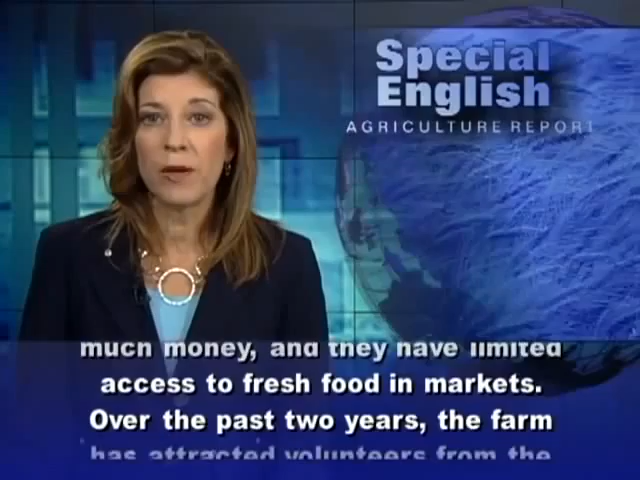 Special
English
AGRICULTURE REPORT
much money, and they have limited
access to fresh food in markets.
Over the past two years, the farm
has attracted volunteers from the